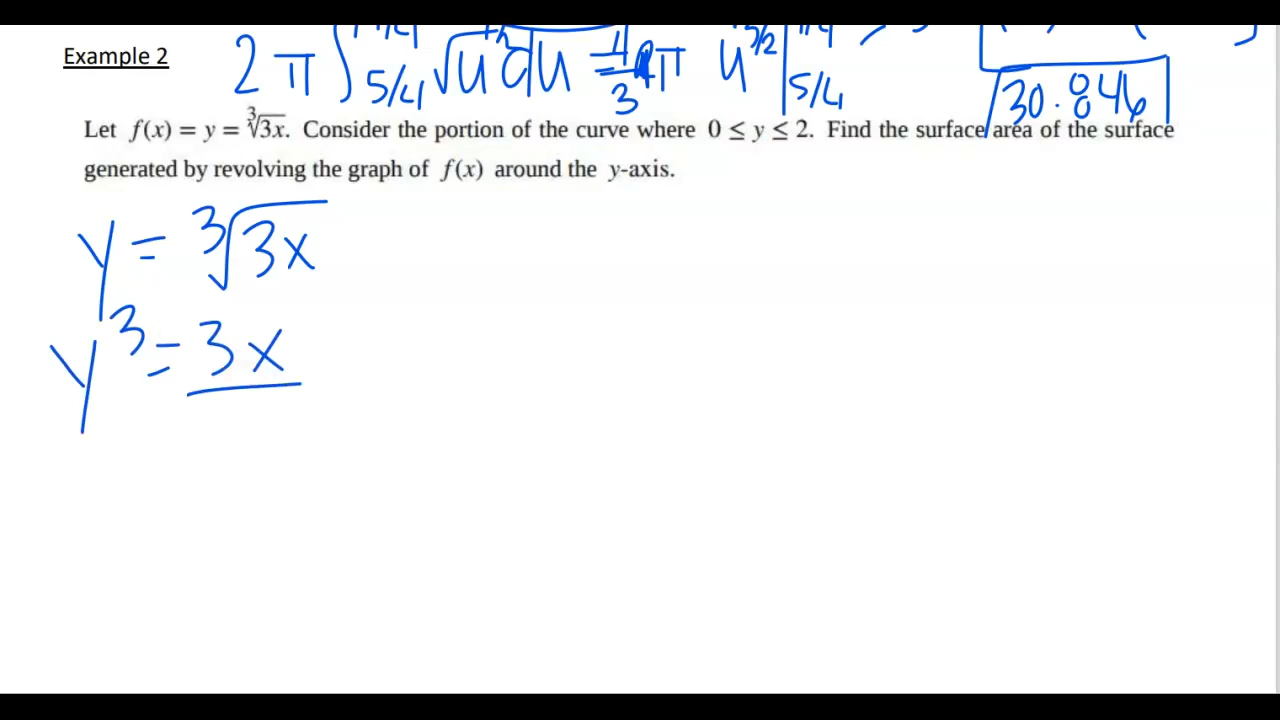 Example 2
2π ∫ 5/4 √u du = 4/3 π u^3/2 | 5/4
30.846
Let f(x) = y = ∛3x. Consider the portion of the curve where 0 ≤ y ≤ 2. Find the surface area of the surface
generated by revolving the graph of f(x) around the y-axis.
y = ∛3x
y³ = 3x